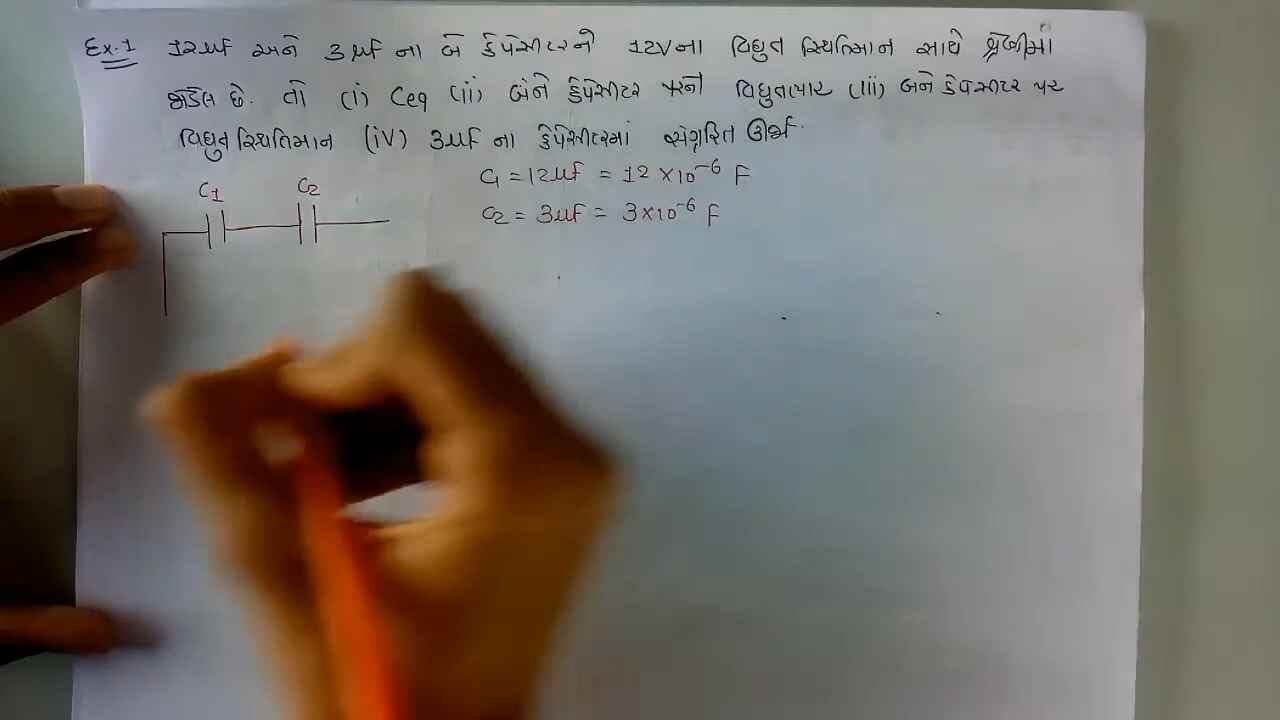 Ex.1 12μf અને 3μf ના બે કેપેસીટરને 12V ના વિદ્યુત સ્થિતિમાન સાથે શ્રેણીમાં
જોડેલ છે. તો (i) Ceq (ii) બંને કેપેસીટર પરનો વિદ્યુતભાર (iii) બંને કેપેસીટર પર
વિદ્યુત સ્થિતિમાન (iv) 3μf ના કેપેસીટરમાં સંગ્રહિત ઊર્જા.
C1 = 12μf = 12 × 10⁻⁶ F
C2 = 3μf = 3 × 10⁻⁶ F
C1 C2